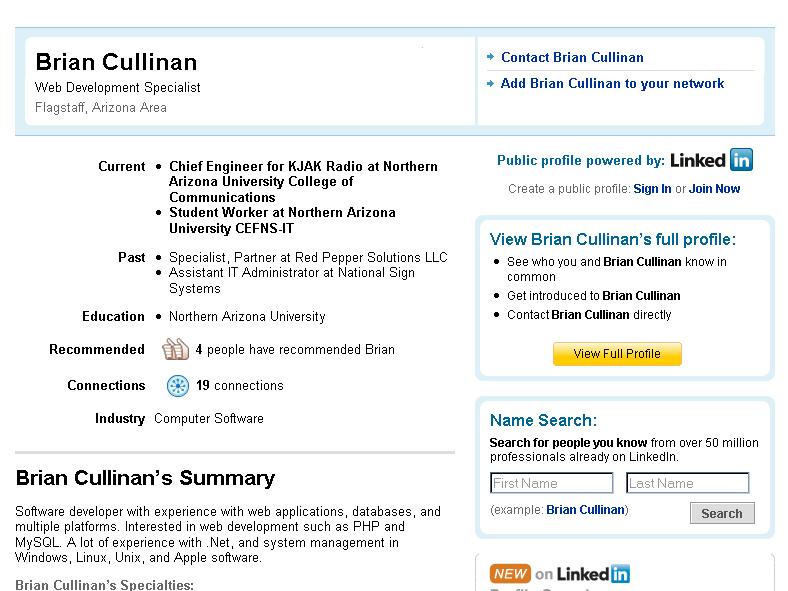 Brian Cullinan
Web Development Specialist
Flagstaff, Arizona Area
Contact Brian Cullinan
Add Brian Cullinan to your network
Current • Chief Engineer for KJAK Radio at Northern
Arizona University College of
Communications
• Student Worker at Northern Arizona
University CEFNS-IT
Past • Specialist, Partner at Red Pepper Solutions LLC
• Assistant IT Administrator at National Sign
Systems
Education • Northern Arizona University
Recommended 4 people have recommended Brian
Connections 19 connections
Industry Computer Software
Brian Cullinan's Summary
Software developer with experience with web applications, databases, and
multiple platforms. Interested in web development such as PHP and
MySQL. A lot of experience with .Net, and system management in
Windows, Linux, Unix, and Apple software.
Brian Cullinan's Specialties:
Public profile powered by: Linked in
Create a public profile: Sign In or Join Now
View Brian Cullinan's full profile:
• See who you and Brian Cullinan know in
common
• Get introduced to Brian Cullinan
• Contact Brian Cullinan directly
View Full Profile
Name Search:
Search for people you know from over 50 million
professionals already on LinkedIn.
First Name Last Name
(example: Brian Cullinan) Search
NEW on Linked in